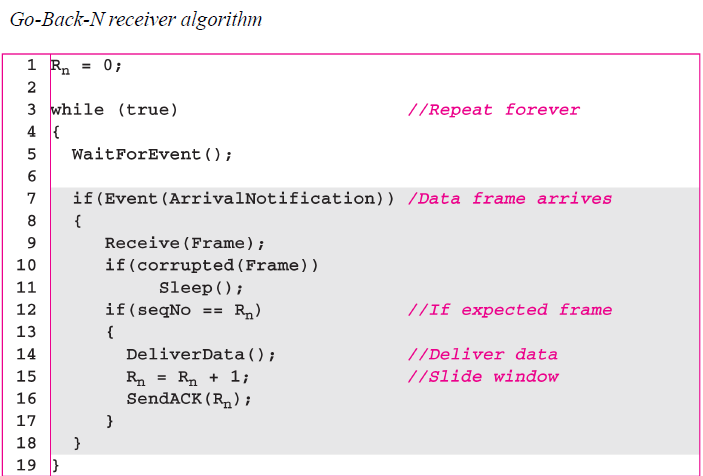 Go-Back-N receiver algorithm
1 Rn = 0;
2
3 while (true) //Repeat forever
4 {
5 WaitForEvent();
6
7 if(Event(ArrivalNotification)) /Data frame arrives
8 {
9 Receive(Frame);
10 if(corrupted(Frame))
11 Sleep();
12 if(seqNo == Rn) //If expected frame
13 {
14 DeliverData(); //Deliver data
15 Rn = Rn + 1; //Slide window
16 SendACK(Rn);
17 }
18 }
19 }